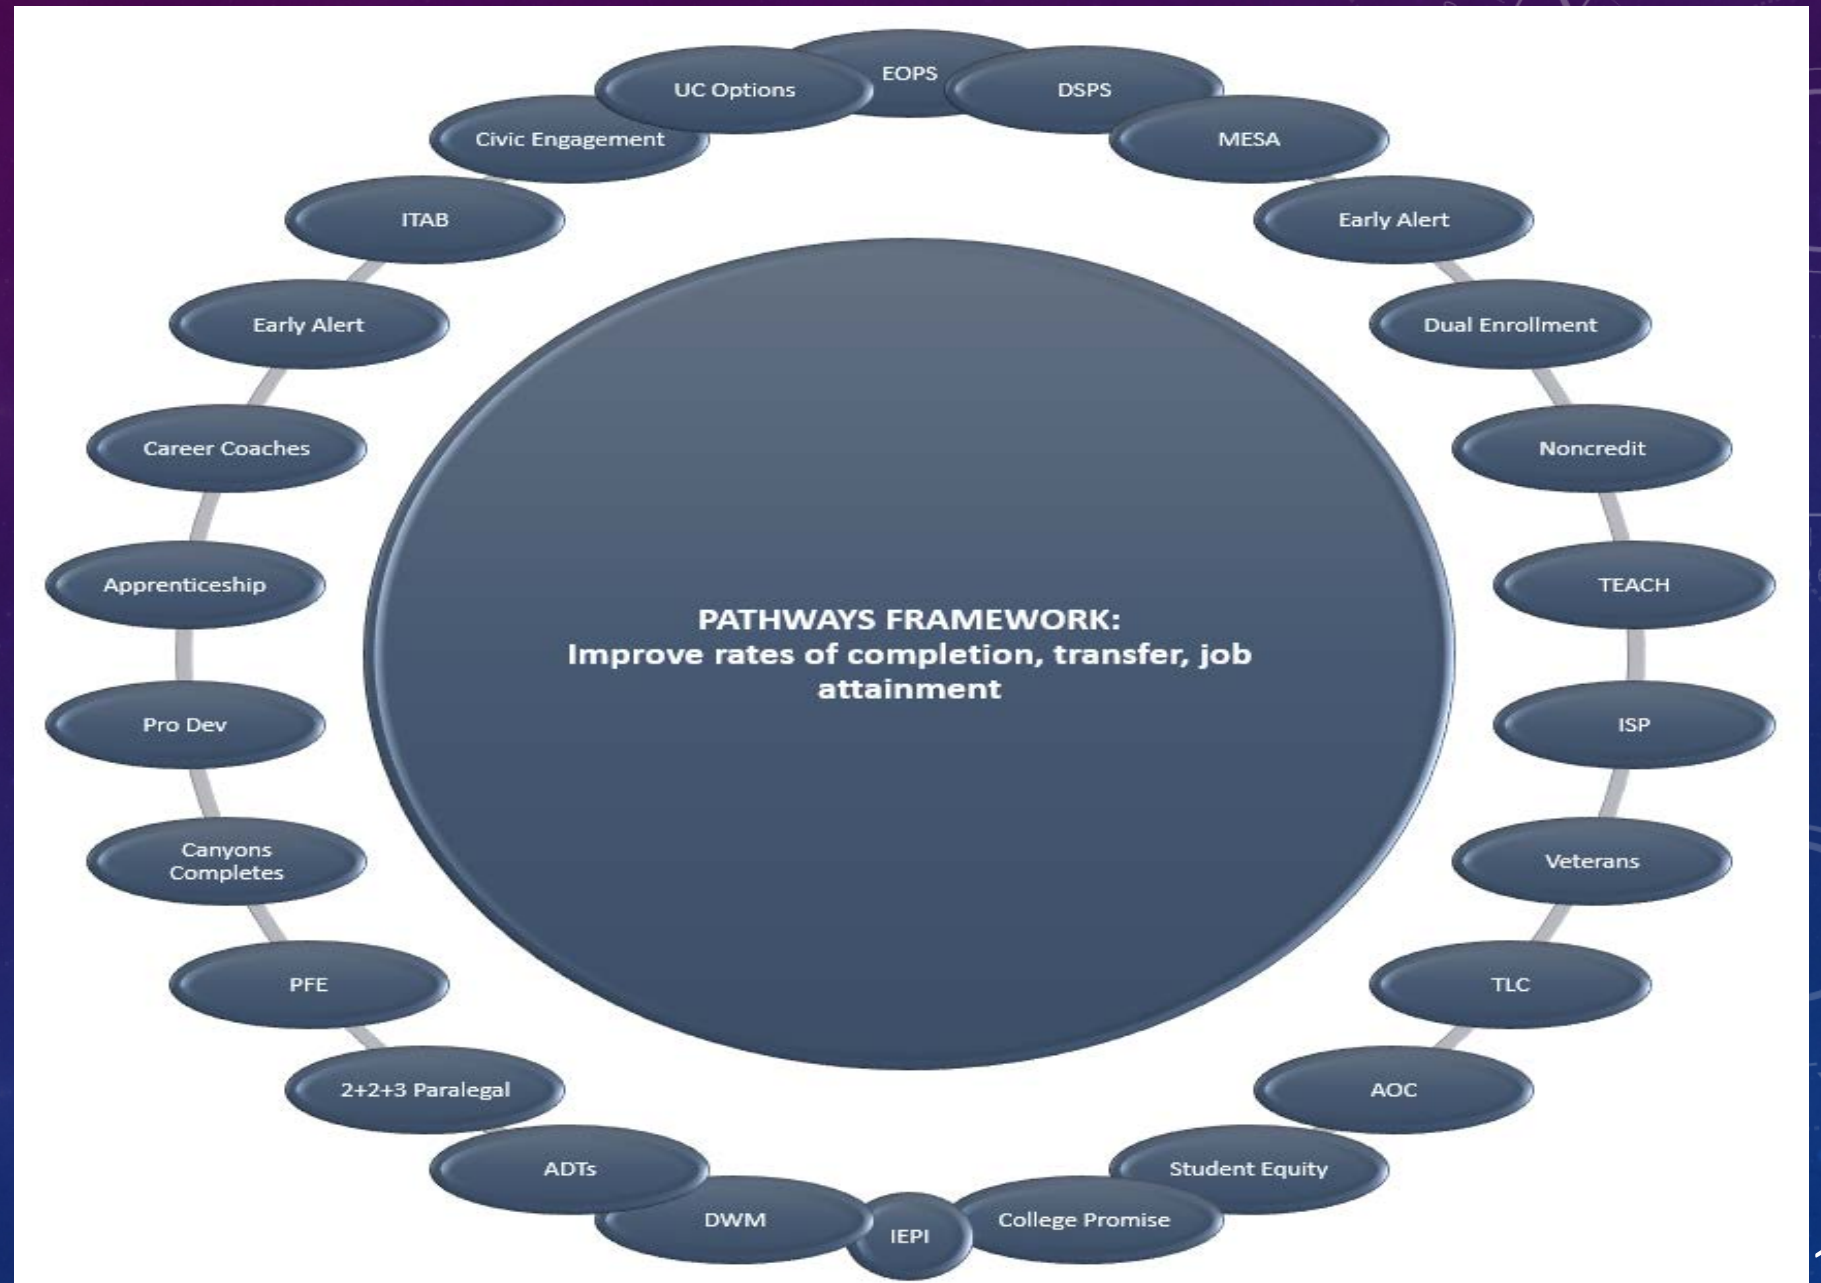 EOPS
DSPS
MESA
Early Alert
Dual Enrollment
Noncredit
TEACH
ISP
Veterans
TLC
AOC
Student Equity
College Promise
IEPI
DWM
ADTs
2+2+3 Paralegal
PFE
Canyons
Completes
Pro Dev
Apprenticeship
Career Coaches
Early Alert
ITAB
Civic Engagement
UC Options
PATHWAYS FRAMEWORK:
Improve rates of completion, transfer, job
attainment